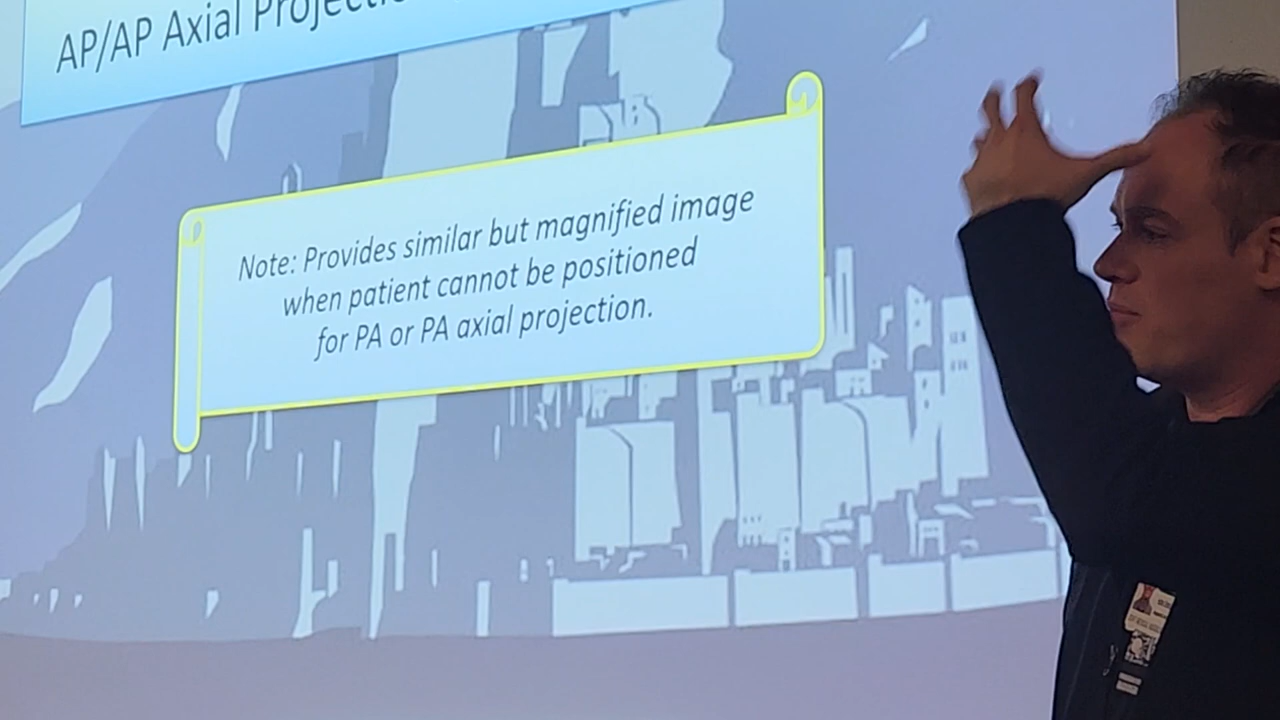 AP/AP Axial Projectio
Note: Provides similar but magnified image
when patient cannot be positioned
for PA or PA axial projection.